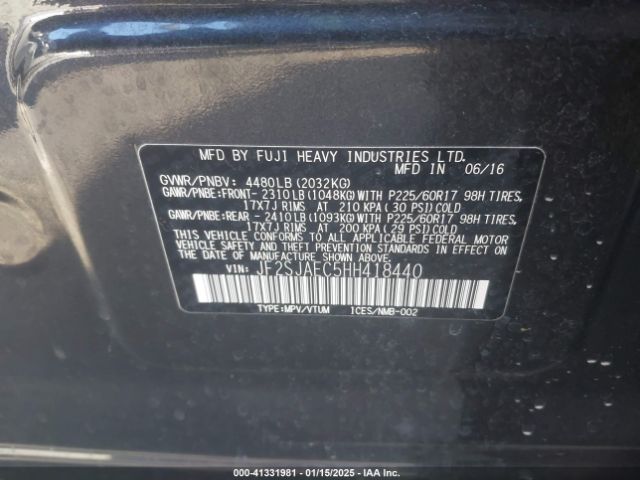 MFD BY FUJI HEAVY INDUSTRIES LTD.
MFD IN 06/16
GVWR/PNBV: 4480LB (2032KG)
GAWR/PNBE:FRONT- 2310LB (1048KG) WITH P225/60R17 98H TIRES,
17X7J RIMS AT 210 KPA ( 30 PSI) COLD
GAWR/PNBE:REAR - 2410LB (1093KG) WITH P225/60R17 98H TIRES,
17X7J RIMS AT 200 KPA (29 PSI) COLD
THIS VEHICLE CONFORMS TO ALL APPLICABLE FEDERAL MOTOR
VEHICLE SAFETY AND THEFT PREVENTION STANDARDS IN EFFECT ON
THE DATE OF MANUFACTURE SHOWN ABOVE.
VIN: JF2SJAEC5HH418440
TYPE:MPV/VTUM ICES/NMB-002
000-41331981 - 01/15/2025 - IAA Inc.